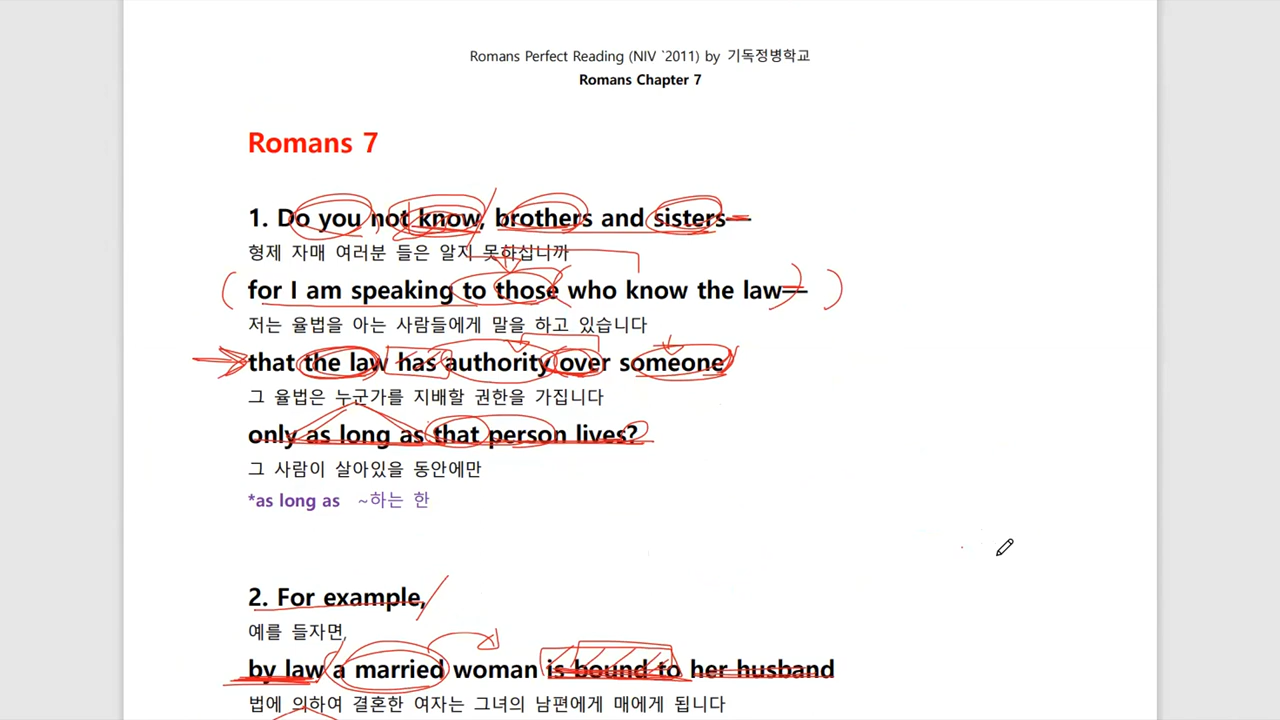 Romans Perfect Reading (NIV `2011) by 기독정병학교
Romans Chapter 7
Romans 7
1. Do you not know, brothers and sisters—
형제 자매 여러분 들은 알지 못하십니까
for I am speaking to those who know the law—
저는 율법을 아는 사람들에게 말을 하고 있습니다
that the law has authority over someone
그 율법은 누군가를 지배할 권한을 가집니다
only as long as that person lives?
그 사람이 살아있을 동안에만
*as long as ~하는 한
2. For example,
예를 들자면,
by law a married woman is bound to her husband
법에 의하여 결혼한 여자는 그녀의 남편에게 매에게 됩니다